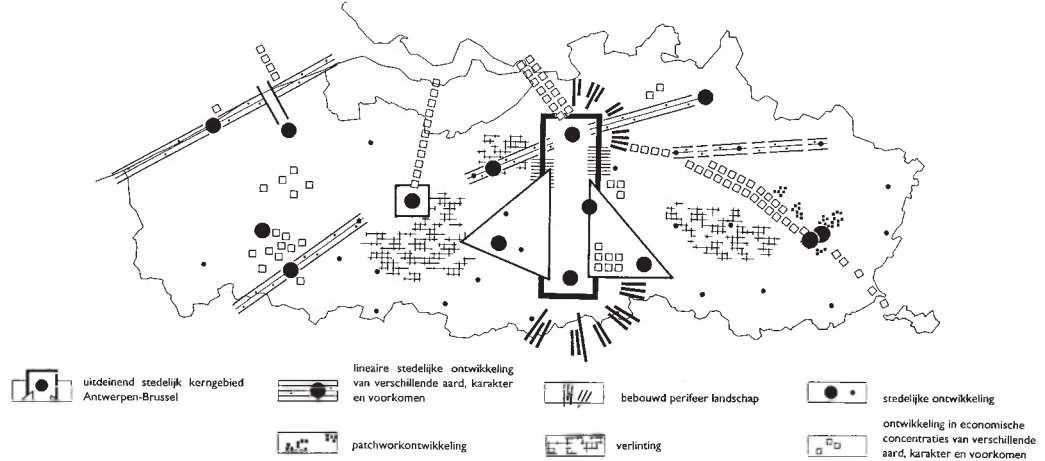 uitdeinend stedelijk kerngebied
Antwerpen-Brussel
lineaire stedelijke ontwikkeling
van verschillende aard, karakter
en voorkomen
bebouwd perifeer landschap
stedelijke ontwikkeling
patchworkontwikkeling
verlinting
ontwikkeling in economische
concentraties van verschillende
aard, karakter en voorkomen